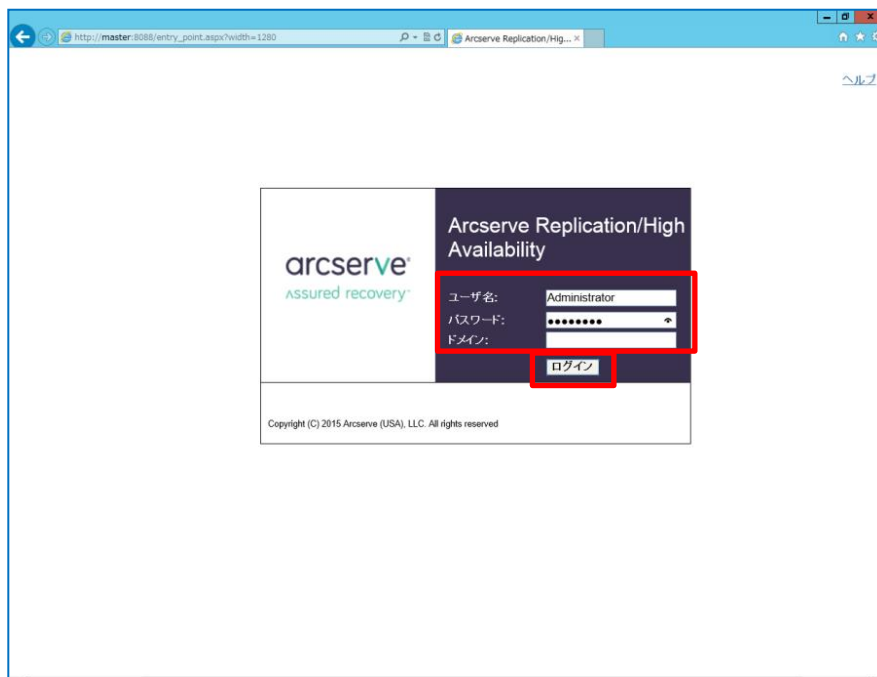 http://master:8088/entry_point.aspx?width=1280
Arcserve Replication/Hig...
ヘルプ
arcserve®
Assured recovery™
Arcserve Replication/High
Availability
ユーザ名: Administrator
パスワード: ●●●●●●●●
ドメイン:
ログイン
Copyright (C) 2015 Arcserve (USA), LLC. All rights reserved